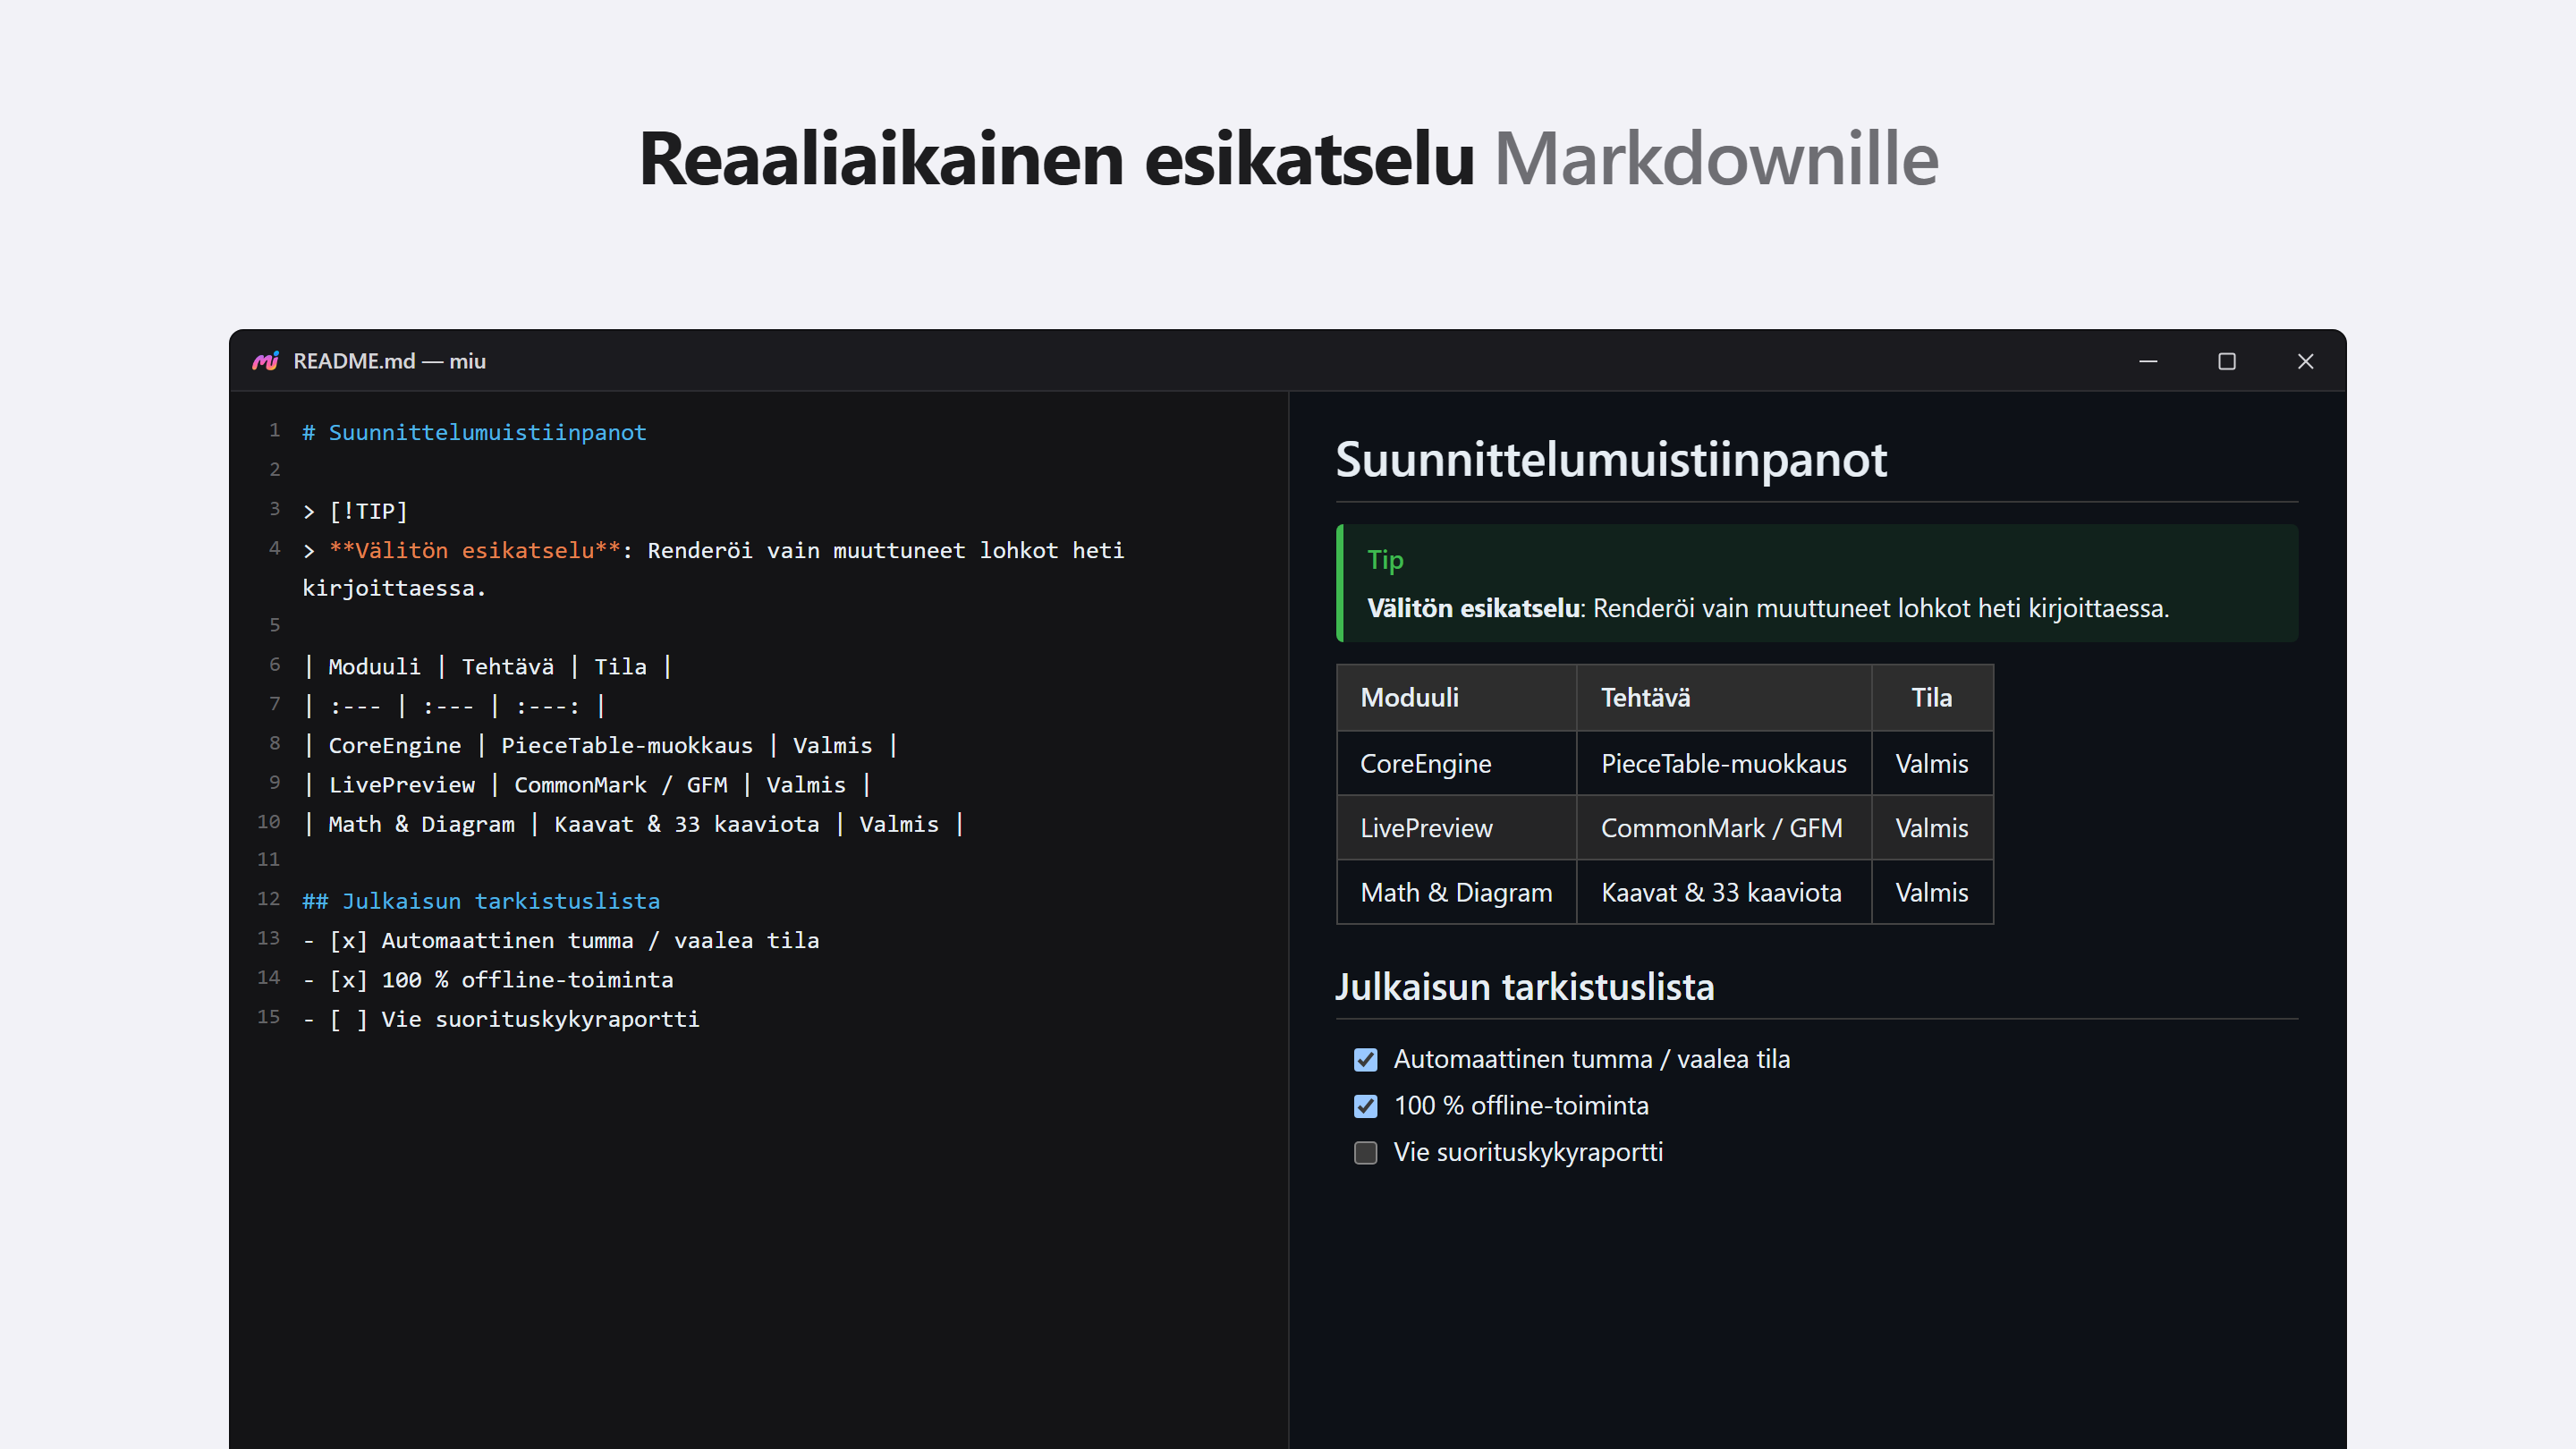 Reaaliaikainen esikatselu Markdownille
mi README.md — miu
1 # Suunnittelumuistiinpanot
2
3 > [!TIP]
4 > **Välitön esikatselu**: Renderöi vain muuttuneet lohkot heti
kirjoittaessa.
5
6 | Moduuli | Tehtävä | Tila |
7 | :--- | :--- | :---: |
8 | CoreEngine | PieceTable-muokkaus | Valmis |
9 | LivePreview | CommonMark / GFM | Valmis |
10 | Math & Diagram | Kaavat & 33 kaaviota | Valmis |
11
12 ## Julkaisun tarkistuslista
13 - [x] Automaattinen tumma / vaalea tila
14 - [x] 100 % offline-toiminta
15 - [ ] Vie suorituskykyraportti
Suunnittelumuistiinpanot
Tip
Välitön esikatselu: Renderöi vain muuttuneet lohkot heti kirjoittaessa.
Moduuli Tehtävä Tila
CoreEngine PieceTable-muokkaus Valmis
LivePreview CommonMark / GFM Valmis
Math & Diagram Kaavat & 33 kaaviota Valmis
Julkaisun tarkistuslista
Automaattinen tumma / vaalea tila
100 % offline-toiminta
Vie suorituskykyraportti